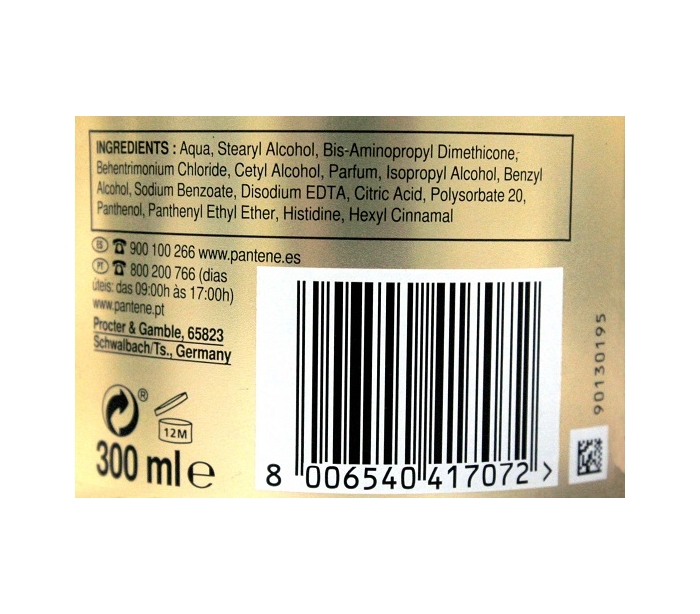 INGREDIENTS : Aqua, Stearyl Alcohol, Bis-Aminopropyl Dimethicone,
Behentrimonium Chloride, Cetyl Alcohol, Parfum, Isopropyl Alcohol, Benzyl
Alcohol, Sodium Benzoate, Disodium EDTA, Citric Acid, Polysorbate 20,
Panthenol, Panthenyl Ethyl Ether, Histidine, Hexyl Cinnamal
ES ☎ 900 100 266 www.pantene.es
PT ☎ 800 200 766 (dias
úteis: das 09:00h às 17:00h)
www.pantene.pt
Procter & Gamble, 65823
Schwalbach/Ts., Germany
®
12M
300 ml e
8 006540 417072 >
90130195